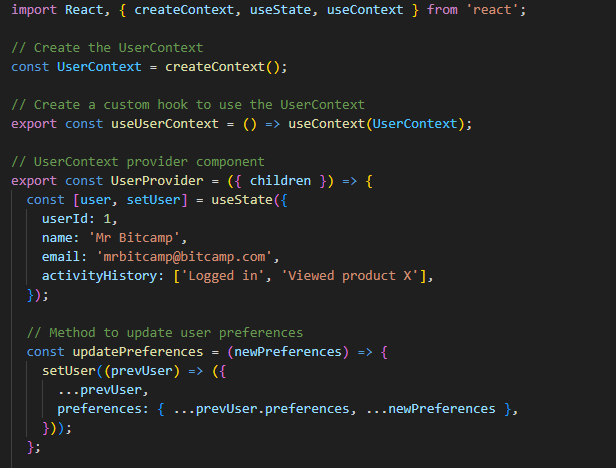 import React, { createContext, useState, useContext } from 'react';
// Create the UserContext
const UserContext = createContext();
// Create a custom hook to use the UserContext
export const useUserContext = () => useContext(UserContext);
// UserContext provider component
export const UserProvider = ({ children }) => {
const [user, setUser] = useState({
userId: 1,
name: 'Mr Bitcamp',
email: 'mrbitcamp@bitcamp.com',
activityHistory: ['Logged in', 'Viewed product X'],
});
// Method to update user preferences
const updatePreferences = (newPreferences) => {
setUser((prevUser) => ({
...prevUser,
preferences: { ...prevUser.preferences, ...newPreferences },
}));
};